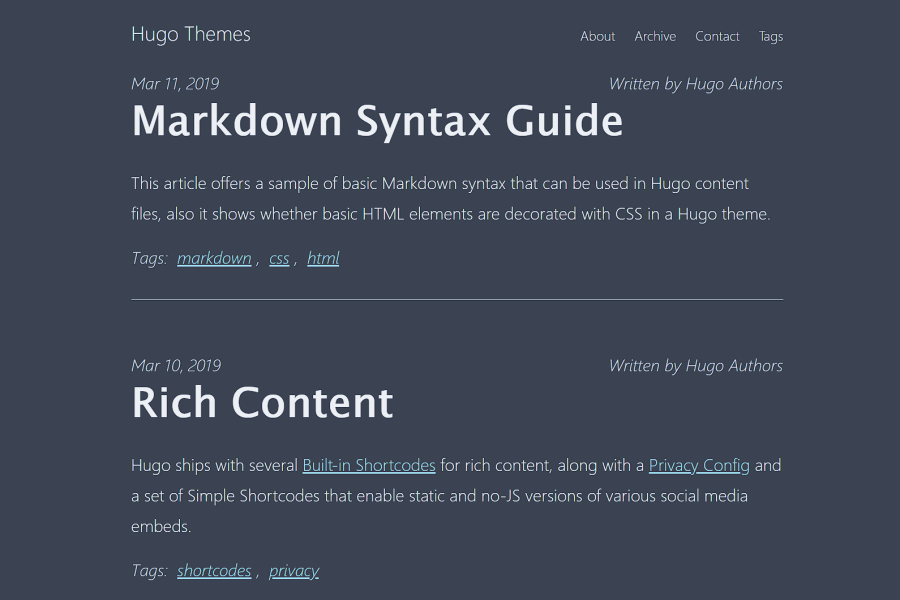 Hugo Themes About Archive Contact Tags
Mar 11, 2019 Written by Hugo Authors
Markdown Syntax Guide
This article offers a sample of basic Markdown syntax that can be used in Hugo content
files, also it shows whether basic HTML elements are decorated with CSS in a Hugo theme.
Tags: markdown , css , html
Mar 10, 2019 Written by Hugo Authors
Rich Content
Hugo ships with several Built-in Shortcodes for rich content, along with a Privacy Config and
a set of Simple Shortcodes that enable static and no-JS versions of various social media
embeds.
Tags: shortcodes , privacy